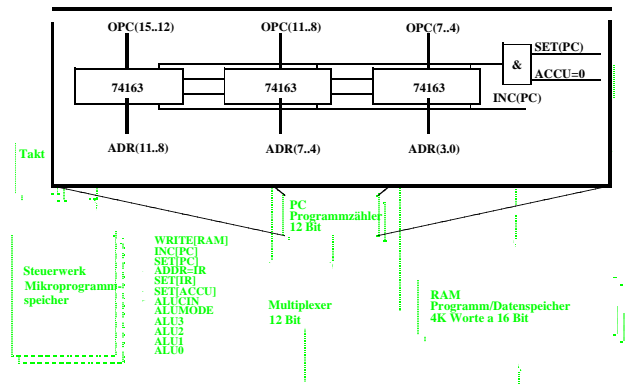 OPC(15..12)
OPC(11..8)
OPC(7..4)
SET(PC)
&
ACCU=0
74163
74163
74163
INC(PC)
ADR(11..8)
ADR(7..4)
ADR(3.0)
Takt
PC
Programmzähler
12 Bit
WRITE[RAM]
INC[PC]
SET[PC]
ADDR=IR
SET[IR]
SET[ACCU]
ALUCIN
ALUMODE
ALU3
ALU2
ALU1
ALU0
Steuerwerk
Mikroprogramm
speicher
Multiplexer
12 Bit
RAM
Programm/Datenspeicher
4K Worte a 16 Bit